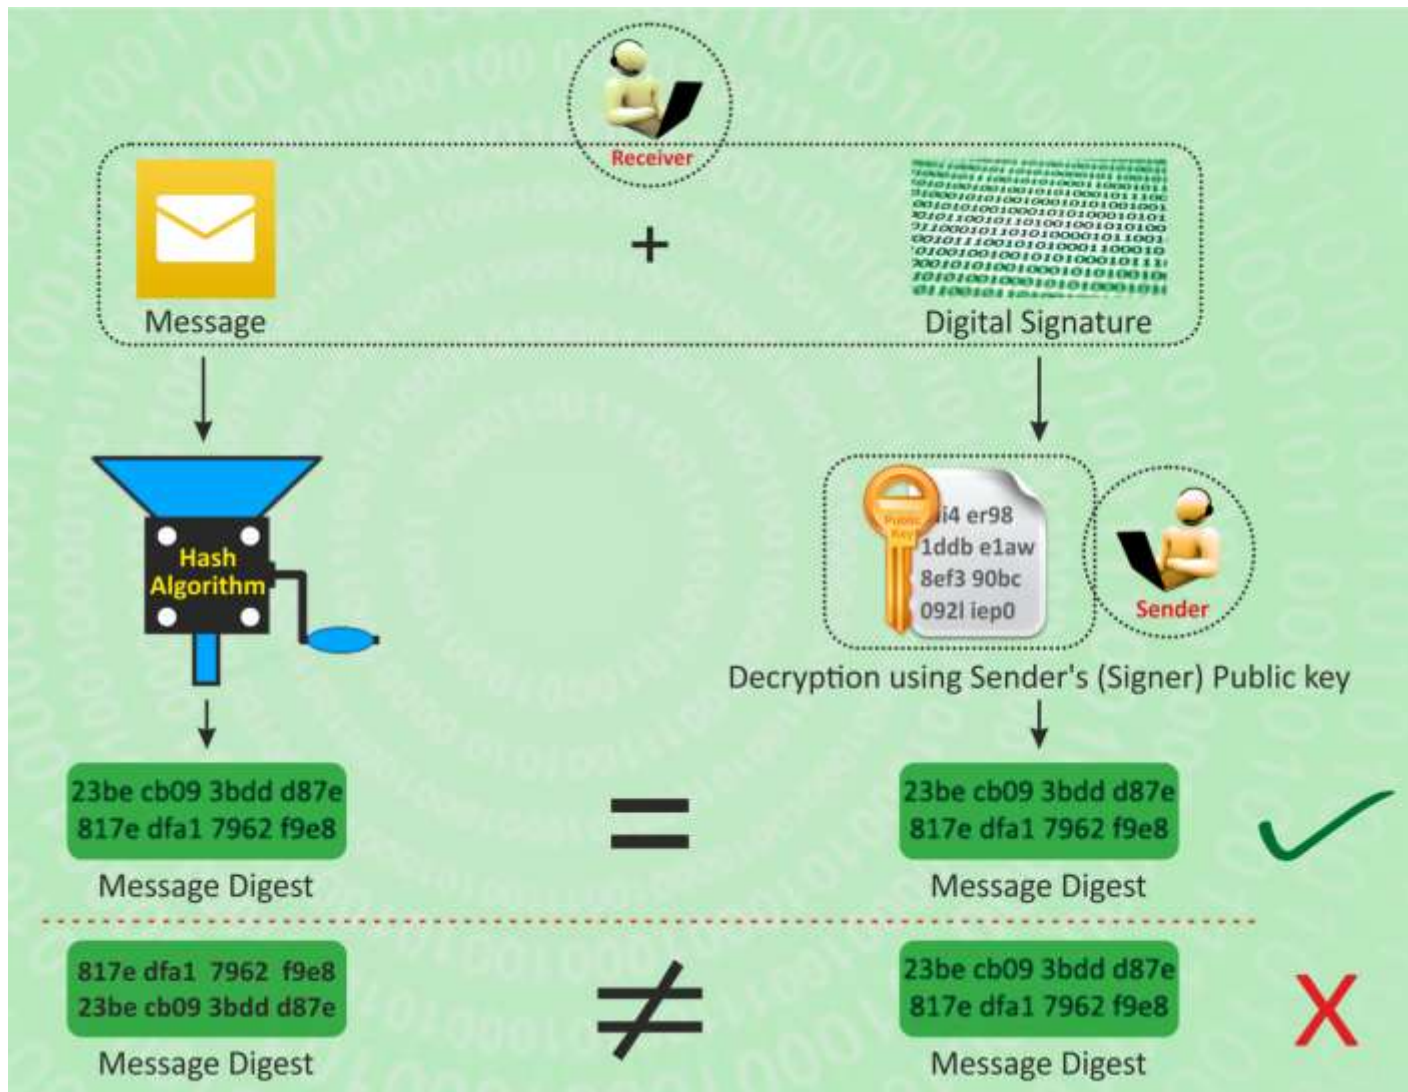 Receiver
+
Message
Digital Signature
Hash
Algorithm
Public
Key
er98
1ddb e1aw
8ef3 90bc
092l iep0
Sender
Decryption using Sender's (Signer) Public key
23be cb09 3bdd d87e
817e dfa1 7962 f9e8
Message Digest
=
23be cb09 3bdd d87e
817e dfa1 7962 f9e8
Message Digest
817e dfa1 7962 f9e8
23be cb09 3bdd d87e
Message Digest
≠
23be cb09 3bdd d87e
817e dfa1 7962 f9e8
Message Digest
X